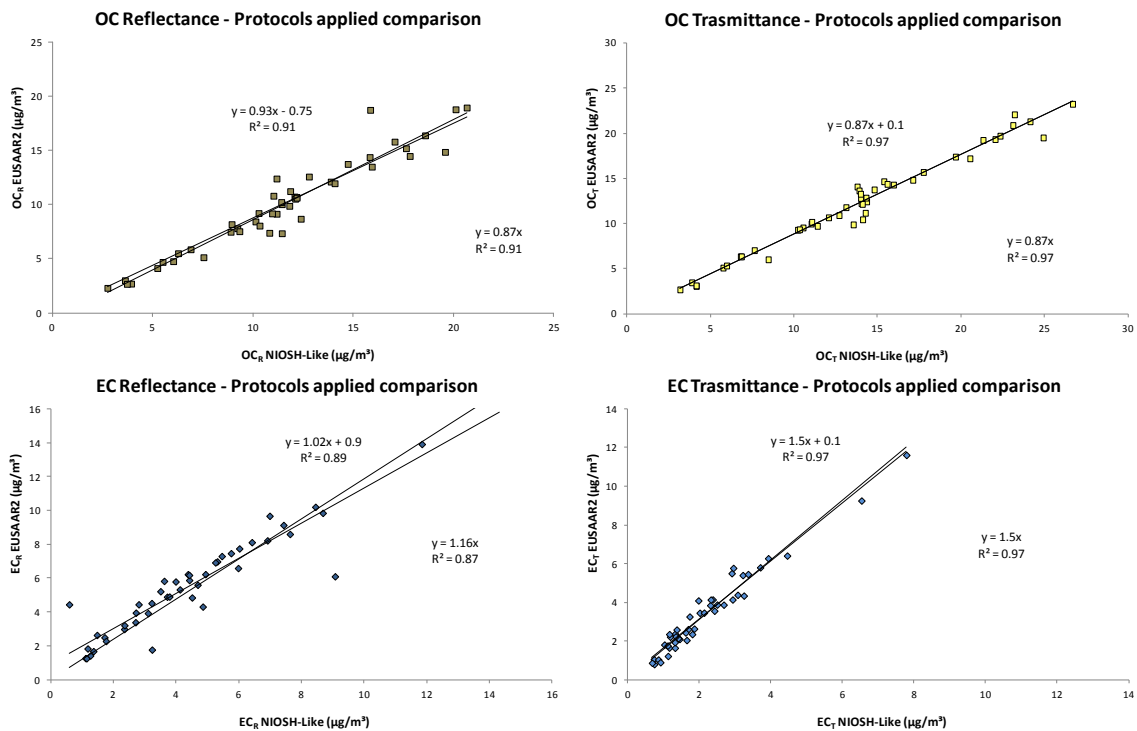 OC Reflectance - Protocols applied comparison
25
20
15
10
5
0
0
5
10
15
20
25
OCR EUSAAR2 (µg/m³)
OCR NIOSH-Like (µg/m³)
y = 0.93x - 0.75
R² = 0.91
y = 0.87x
R² = 0.91
OC Trasmittance - Protocols applied comparison
30
25
20
15
10
5
0
0
5
10
15
20
25
30
OCT EUSAAR2 (µg/m³)
OCT NIOSH-Like (µg/m³)
y = 0.87x + 0.1
R² = 0.97
y = 0.87x
R² = 0.97
EC Reflectance - Protocols applied comparison
16
14
12
10
8
6
4
2
0
0
2
4
6
8
10
12
14
16
ECR EUSAAR2 (µg/m³)
ECR NIOSH-Like (µg/m³)
y = 1.02x + 0.9
R² = 0.89
y = 1.16x
R² = 0.87
EC Trasmittance - Protocols applied comparison
14
12
10
8
6
4
2
0
0
2
4
6
8
10
12
14
ECT EUSAAR2 (µg/m³)
ECT NIOSH-Like (µg/m³)
y = 1.5x + 0.1
R² = 0.97
y = 1.5x
R² = 0.97